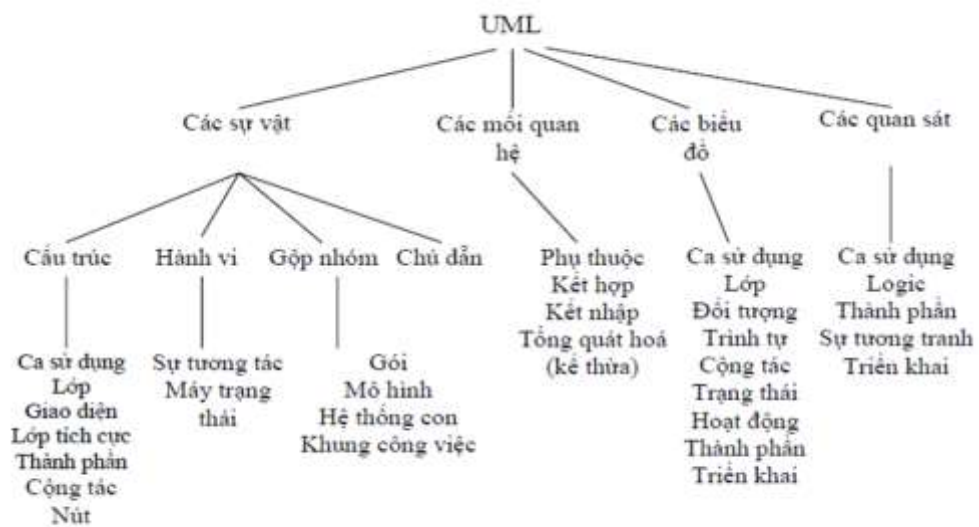 UML
Các sự vật
Các mối quan
hệ
Các biểu
đồ
Các quan sát
Cấu trúc
Hành vi
Gộp nhóm
Chú dẫn
Ca sử dụng
Lớp
Giao diện
Lớp tích cực
Thành phần
Cộng tác
Nút
Sự tương tác
Máy trạng
thái
Gói
Mô hình
Hệ thống con
Khung công việc
Phụ thuộc
Kết hợp
Kết nhập
Tổng quát hoá
(kế thừa)
Ca sử dụng
Lớp
Đối tượng
Trình tự
Cộng tác
Trạng thái
Hoạt động
Thành phần
Triển khai
Ca sử dụng
Logic
Thành phần
Sự tương tranh
Triển khai